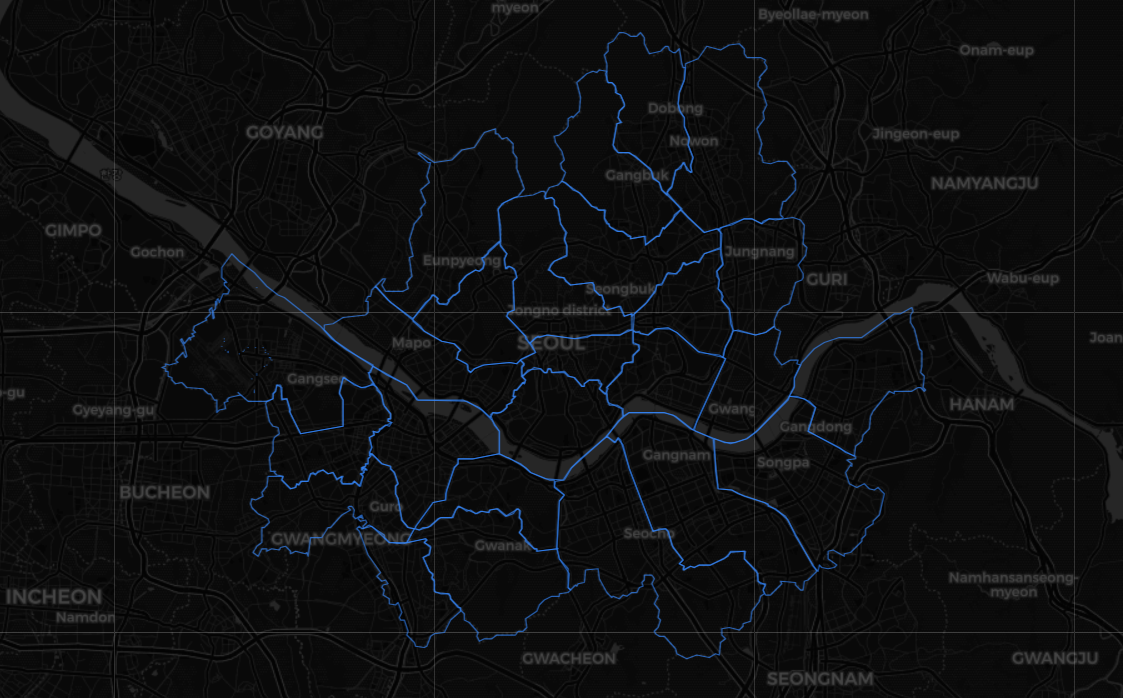 myeon
Byeollae-myeon
Onam-eup
Dobong
GOYANG
Jingeon-eup
Nowon
Gangbuk
NAMYANGJU
GIMPO
Gochon
Jungnang
Eunpyeong
GURI
Wabu-eup
Seongbuk
Jongno district
Mapo
SEOUL
Joan
Gangseo
-gu
Gyeyang-gu
Gwang
HANAM
Gangdong
Gangnam
Songpa
BUCHEON
Guro
Seocho
GWANGMYEONG
Gwanak
Namhansanseong-
myeon
INCHEON
Namdon
GWACHEON
GWANGJU
SEONGNAM